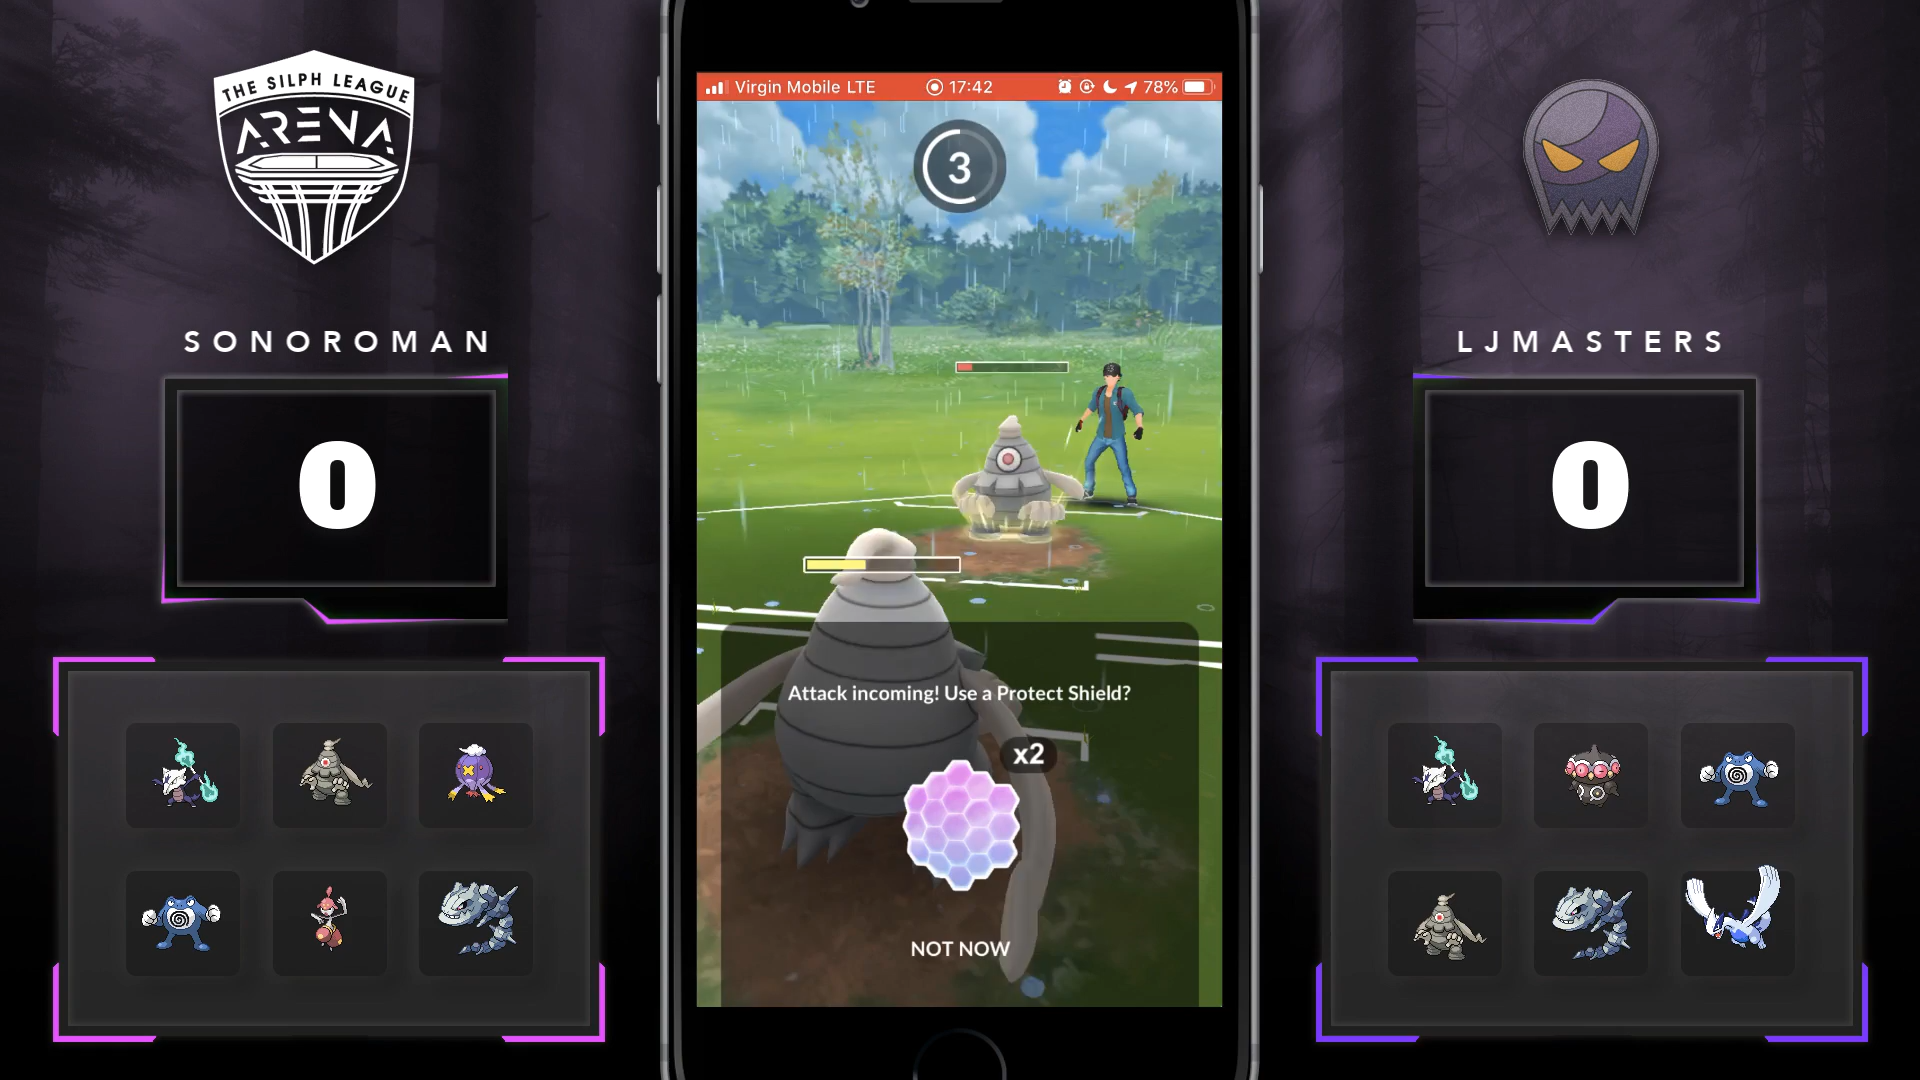 THE SILPH LEAGUE
ARENA
SONOROMAN
0
Virgin Mobile LTE 17:42 78%
3
Attack incoming! Use a Protect Shield?
x2
NOT NOW
LJMASTERS
0